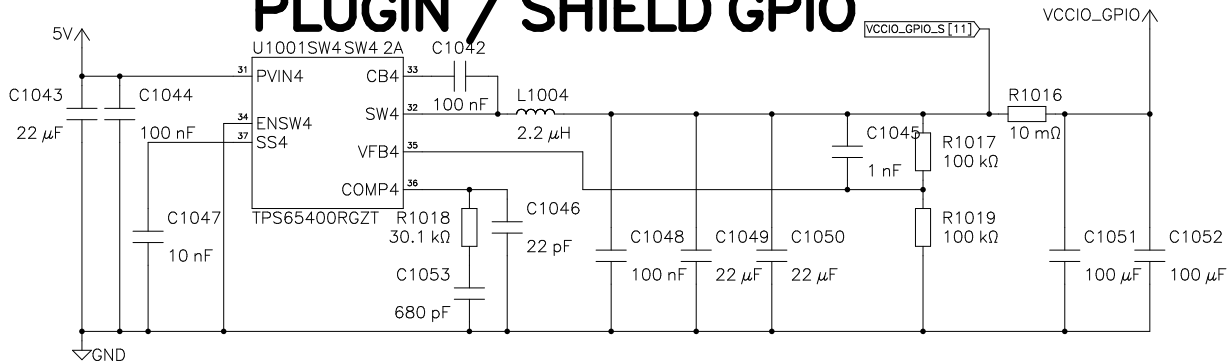 PLUGIN / SHIELD GPIO
VCCIO_GPIO
VCCIO_GPIO_S [11]
5V
U1001SW4 SW4 2A
C1042
100 nF
31
PVIN4
CB4
33
C1043
22 µF
C1044
100 nF
34
ENSW4
37
SS4
SW4
32
L1004
2.2 µH
VFB4
35
COMP4
36
TPS65400RGZT
R1016
10 mΩ
C1045
1 nF
R1017
100 kΩ
C1047
10 nF
R1018
30.1 kΩ
C1046
22 pF
C1053
680 pF
C1048
100 nF
C1049
22 µF
C1050
22 µF
R1019
100 kΩ
C1051
100 µF
C1052
100 µF
GND